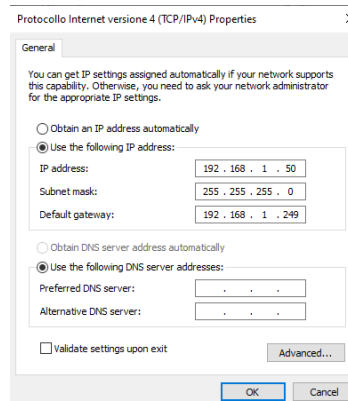 Protocollo Internet versione 4 (TCP/IPv4) Properties
General
You can get IP settings assigned automatically if your network supports
this capability. Otherwise, you need to ask your network administrator
for the appropriate IP settings.
Obtain an IP address automatically
Use the following IP address:
IP address: 192 . 168 . 1 . 50
Subnet mask: 255 . 255 . 255 . 0
Default gateway: 192 . 168 . 1 . 249
Obtain DNS server address automatically
Use the following DNS server addresses:
Preferred DNS server: . . .
Alternative DNS server: . . .
Validate settings upon exit
Advanced...
OK Cancel